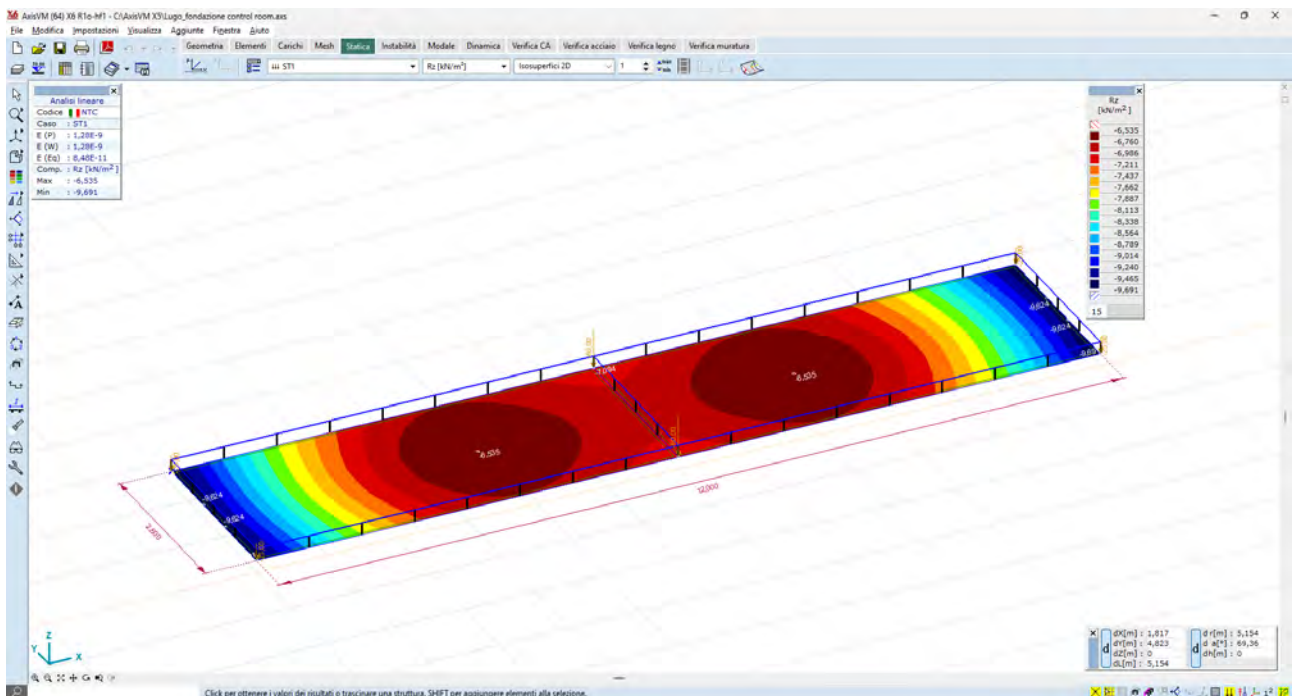 AxisVM (64) X6 R1o-hf1 - C:\AxisVM X5\Lugo_fondazione control room.axs
File Modifica Impostazioni Visualizza Aggiunte Finestra Aiuto
Geometria Elementi Carichi Mesh Statica Instabilità Modale Dinamica Verifica CA Verifica acciaio Verifica legno Verifica muratura
ST1 Rz [kN/m²] Isosuperfici 2D 1
Analisi lineare
Codice NTC
Caso : ST1
E (P) : 1,28E-9
E (W) : 1,28E-9
E (Eq) : 8,48E-11
Comp. : Rz [kN/m²]
Max : -6,535
Min : -9,691
Rz
[kN/m²]
-6,535
-6,760
-6,986
-7,211
-7,437
-7,662
-7,887
-8,113
-8,338
-8,564
-8,789
-9,014
-9,240
-9,465
-9,691
15
-9,624
-9,624
-7,094
-6,535
-6,535
-9,624
-9,624
12,000
Z
Y
X
dX[m] : 1,817
dY[m] : 4,823
dZ[m] : 0
dL[m] : 5,154
d
d r[m] : 5,154
d a[°] : 69,36
dh[m] : 0
d
Click per ottenere i valori dei risultati o trascinare una struttura. SHIFT per aggiungere elementi alla selezione.